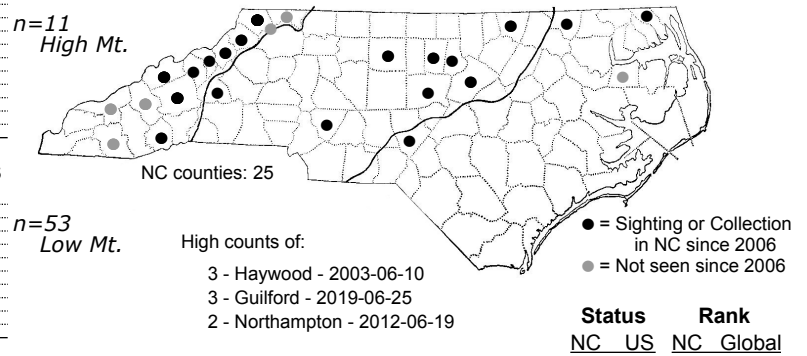 n=11
High Mt.
NC counties: 25
n=53
Low Mt.
High counts of:
3 - Haywood - 2003-06-10
3 - Guilford - 2019-06-25
2 - Northampton - 2012-06-19
= Sighting or Collection
in NC since 2006
= Not seen since 2006
Status Rank
NC US NC Global